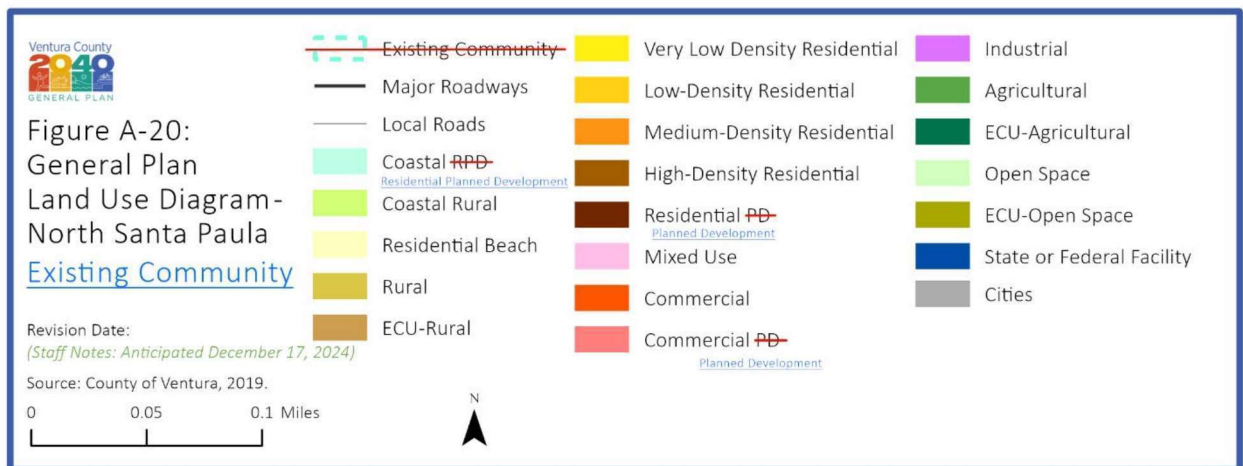 Ventura County
2040
GENERAL PLAN
Figure A-20:
General Plan
Land Use Diagram-
North Santa Paula
Existing Community
Revision Date:
(Staff Notes: Anticipated December 17, 2024)
Source: County of Ventura, 2019.
0 0.05 0.1 Miles
Existing Community
Major Roadways
Local Roads
Coastal RPD
Residential Planned Development
Coastal Rural
Residential Beach
Rural
ECU-Rural
N
Very Low Density Residential
Low-Density Residential
Medium-Density Residential
High-Density Residential
Residential PD
Planned Development
Mixed Use
Commercial
Commercial PD
Planned Development
Industrial
Agricultural
ECU-Agricultural
Open Space
ECU-Open Space
State or Federal Facility
Cities